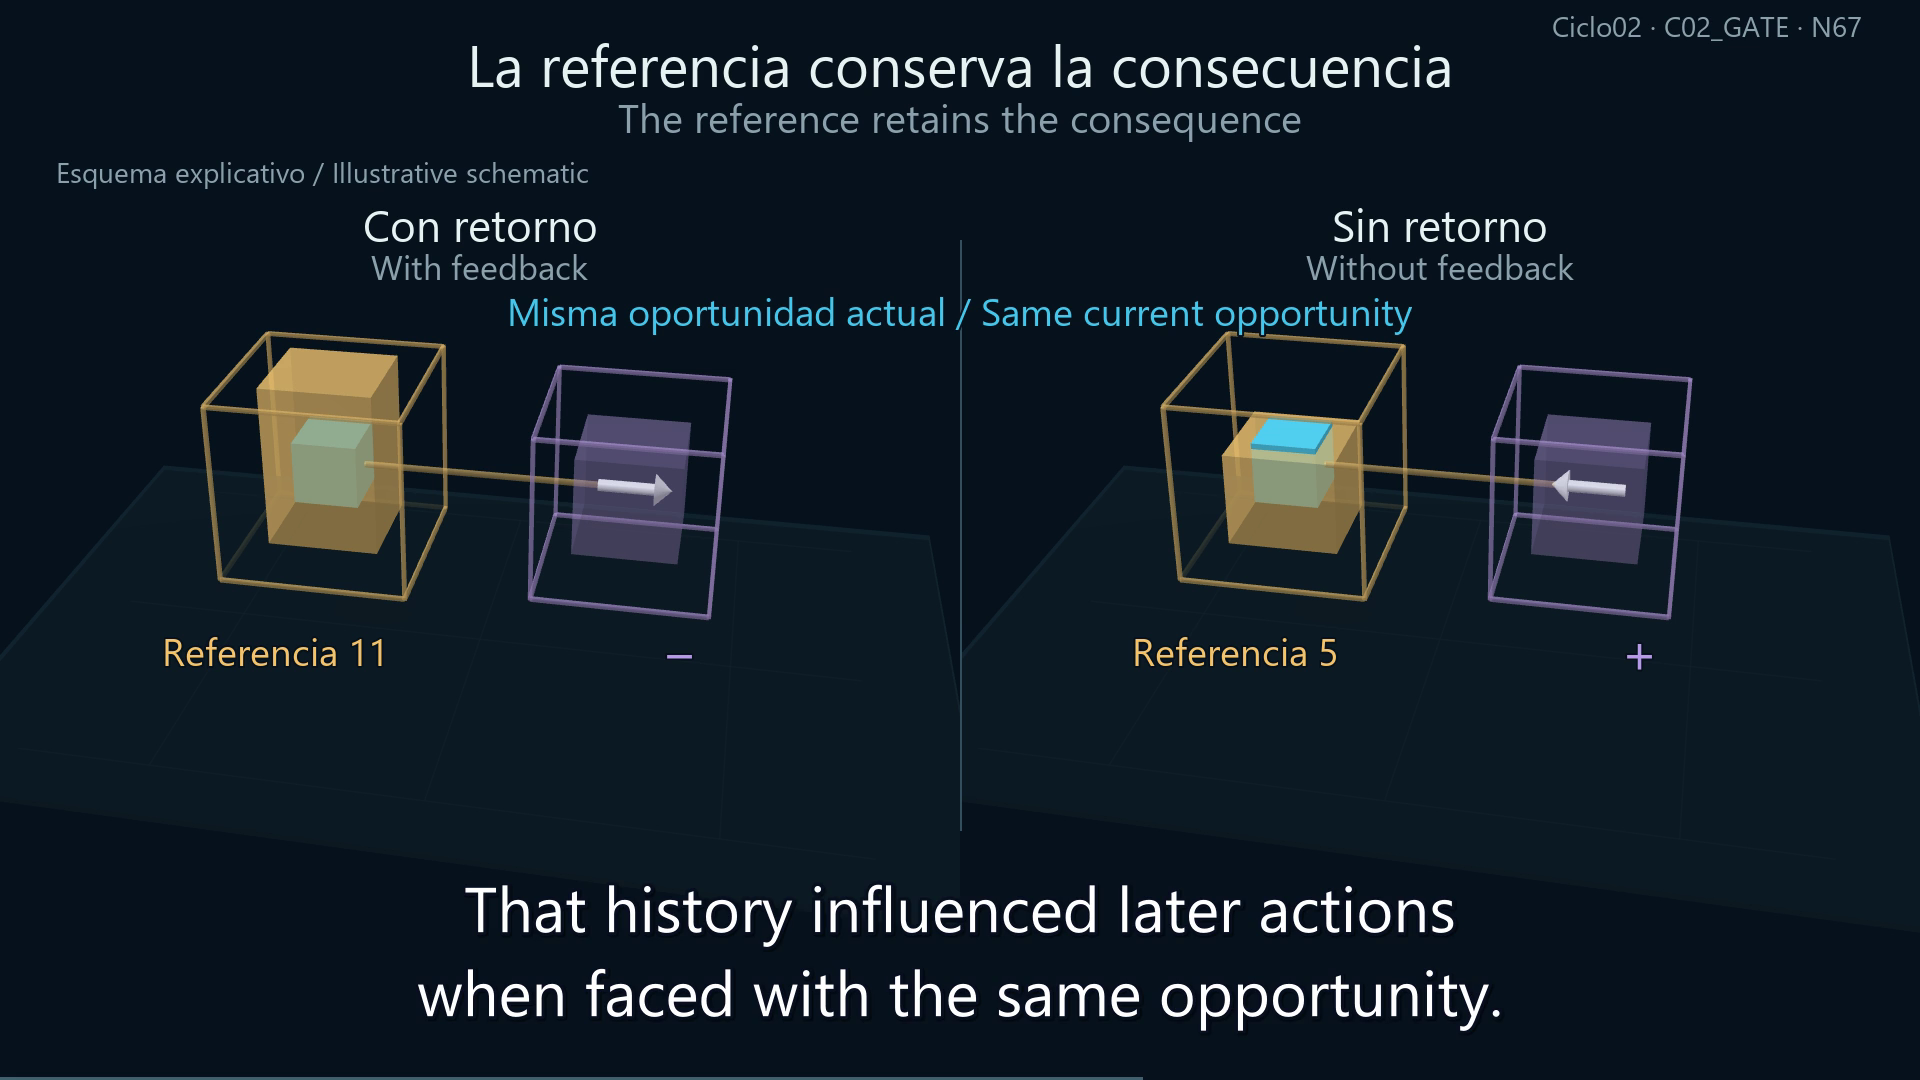 Ciclo02 · C02_GATE · N67
La referencia conserva la consecuencia
The reference retains the consequence
Esquema explicativo / Illustrative schematic
Con retorno
With feedback
Sin retorno
Without feedback
Misma oportunidad actual / Same current opportunity
Referencia 11
−
Referencia 5
+
That history influenced later actions
when faced with the same opportunity.